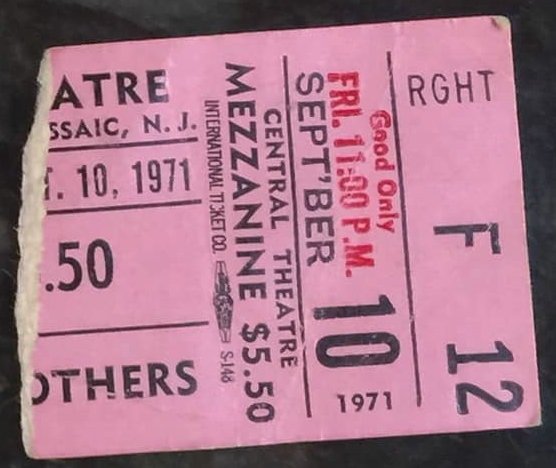 ATRE
SSAIC, N. J.
T. 10, 1971
.50
OTHERS
INTERNATIONAL TICKET CO.
S-148
MEZZANINE $5.50
CENTRAL THEATRE
SEPT'BER 10
1971
FRI. 11:00 P.M.
Good Only
RGHT
F 12